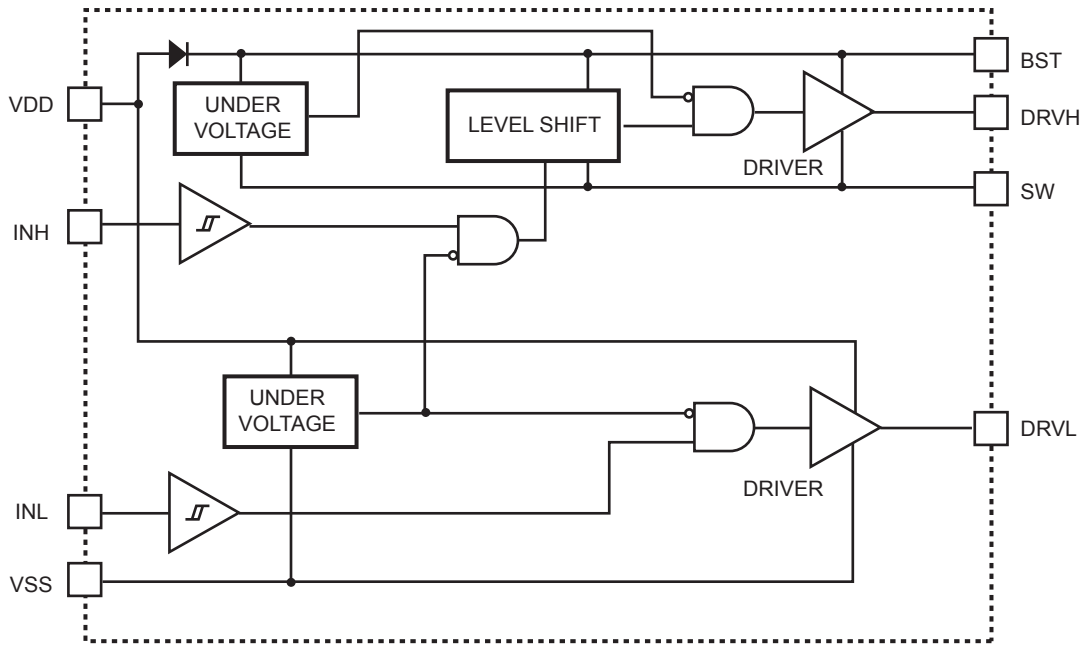 BST
VDD
UNDER
VOLTAGE
LEVEL SHIFT
DRVH
DRIVER
SW
INH
UNDER
VOLTAGE
DRVL
DRIVER
INL
VSS